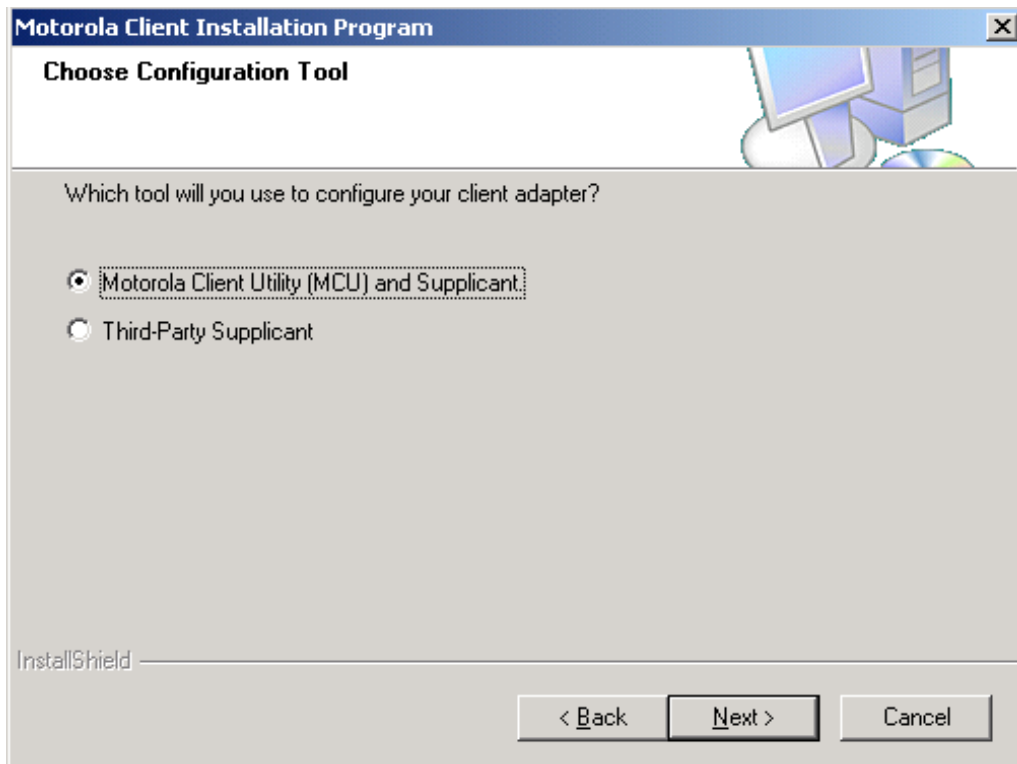 Motorola Client Installation Program
Choose Configuration Tool
Which tool will you use to configure your client adapter?
Motorola Client Utility (MCU) and Supplicant.
Third-Party Supplicant
InstallShield
< Back
Next >
Cancel